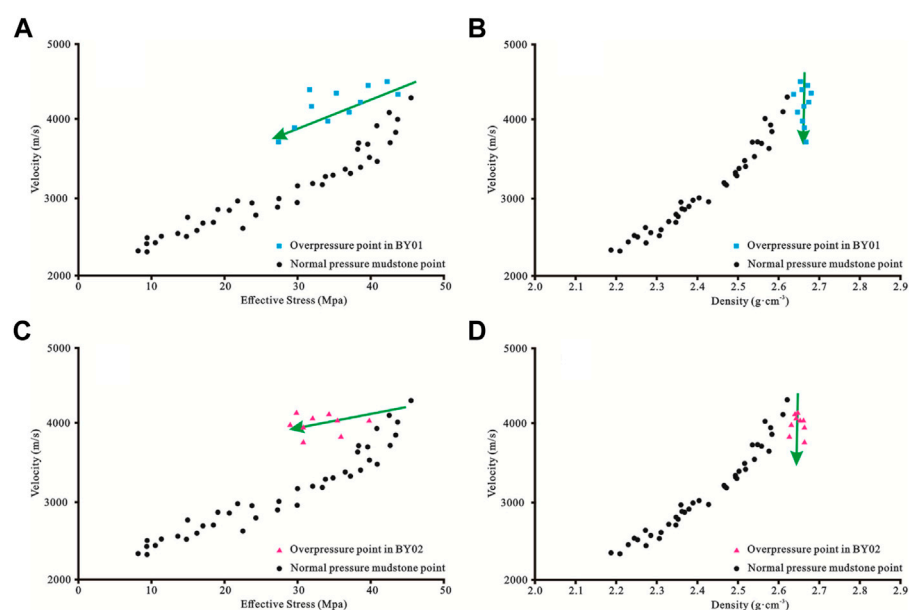 A
5000
4000
3000
2000
Velocity (m/s)
0
10
20
30
40
50
Effective Stress (Mpa)
Overpressure point in BY01
Normal pressure mudstone point
B
5000
4000
3000
2000
Velocity (m/s)
2.0
2.1
2.2
2.3
2.4
2.5
2.6
2.7
2.8
2.9
Density (g·cm⁻³)
Overpressure point in BY01
Normal pressure mudstone point
C
5000
4000
3000
2000
Velocity (m/s)
0
10
20
30
40
50
Effective Stress (Mpa)
Overpressure point in BY02
Normal pressure mudstone point
D
5000
4000
3000
2000
Velocity (m/s)
2.0
2.1
2.2
2.3
2.4
2.5
2.6
2.7
2.8
2.9
Density (g·cm⁻³)
Overpressure point in BY02
Normal pressure mudstone point